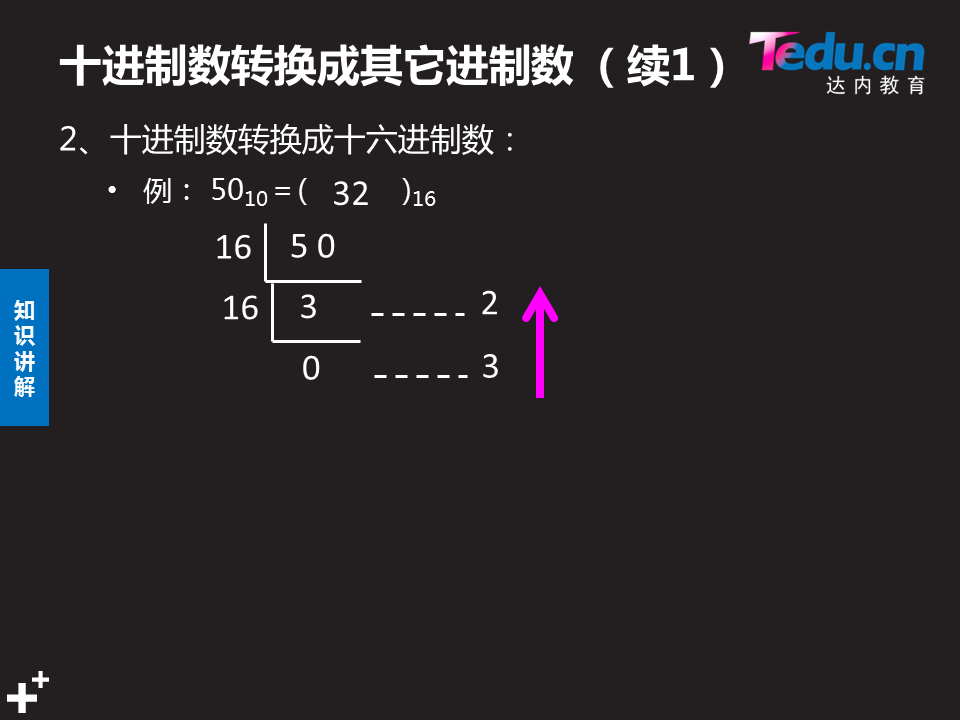 十进制数转换成其它进制数（续1）
Tedu.cn
达内教育
2、十进制数转换成十六进制数：
• 例： 50₁₀ = ( 32 )₁₆
16 5 0
16 3 ----- 2
0 ----- 3
知识讲解